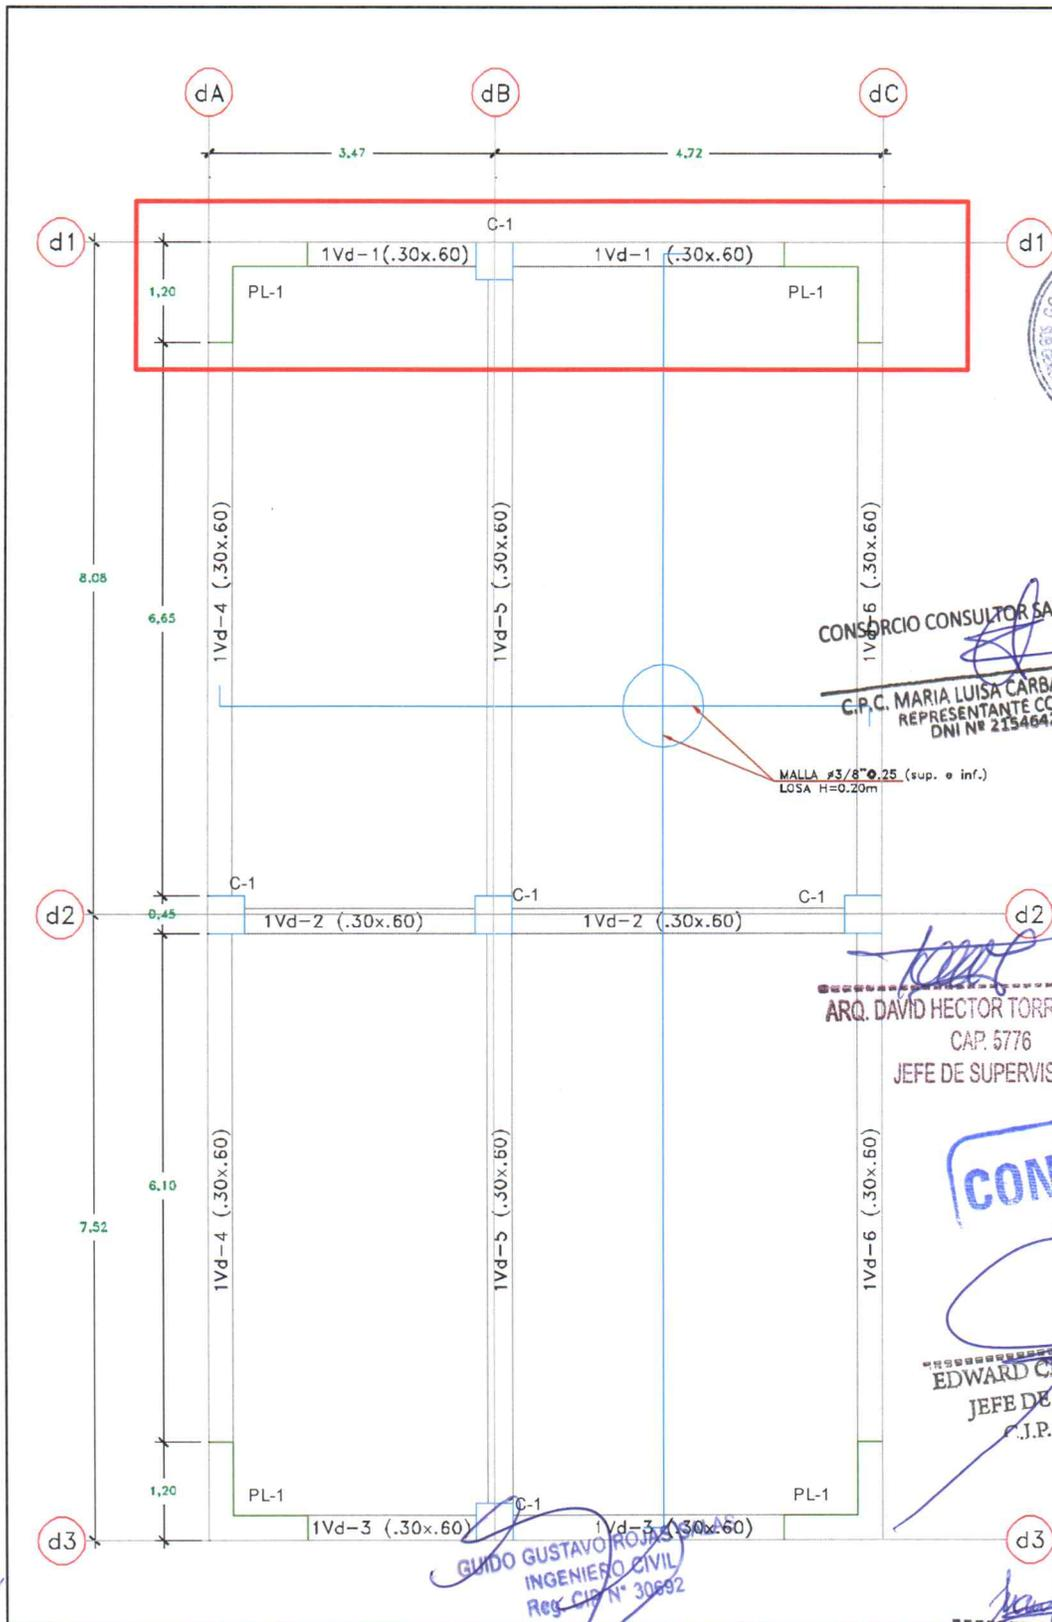 dA dB dC
3.47 4.72
C-1
d1 1Vd-1(.30x.60) 1Vd-1 (.30x.60) d1
1,20 PL-1 PL-1
1Vd-4 (.30x.60) 1Vd-5 (.30x.60) 1Vd-6 (.30x.60)
8.08
6,65
CONSORCIO CONSULTOR
C.P.C. MARIA LUISA
REPRESENTANTE
DNI Nº
MALLA ø3/8"@.25 (sup. e inf.)
LOSA H=0.20m
C-1 C-1 C-1
d2 0,45 1Vd-2 (.30x.60) 1Vd-2 (.30x.60) d2
ARQ. DAVID HECTOR
CAP. 5776
JEFE DE
1Vd-4 (.30x.60) 1Vd-5 (.30x.60) 1Vd-6 (.30x.60)
CON
6.10
7,52
EDWARD
JEFE DE
C.I.P.
1,20 PL-1 C-1 PL-1
d3 1Vd-3 (.30x.60) 1Vd-3 (.30x.60) d3
GUIDO GUSTAVO ROJAS SALAS
INGENIERO CIVIL
Reg. CIP N° 30692